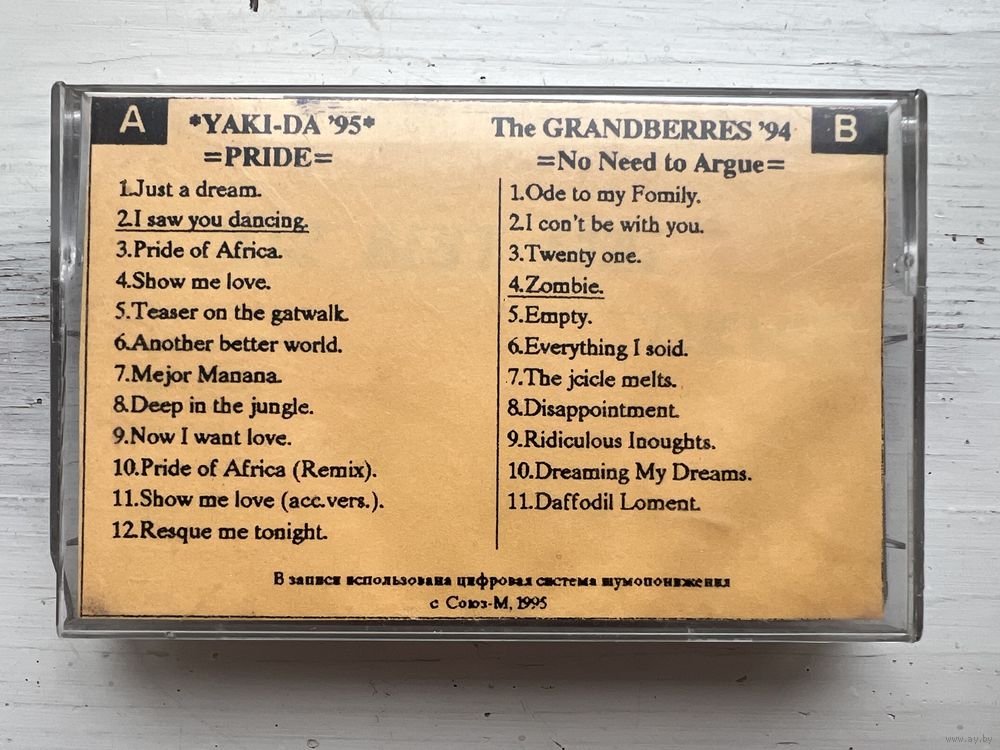 A
*YAKI-DA '95*
=PRIDE=
1.Just a dream.
2.I saw you dancing.
3.Pride of Africa.
4.Show me love.
5.Teaser on the gatwalk.
6.Another better world.
7.Mejor Manana.
8.Deep in the jungle.
9.Now I want love.
10.Pride of Africa (Remix).
11.Show me love (acc.vers.).
12.Resque me tonight.
The GRANDBERRES '94
B
=No Need to Argue=
1.Ode to my Fomily.
2.I con't be with you.
3.Twenty one.
4.Zombie.
5.Empty.
6.Everything I soid.
7.The jcicle melts.
8.Disappointment.
9.Ridiculous Inoughts.
10.Dreaming My Dreams.
11.Daffodil Loment.
В записи использована цифровая система шумопонижения
с Союз-М, 1995
www.ay.by